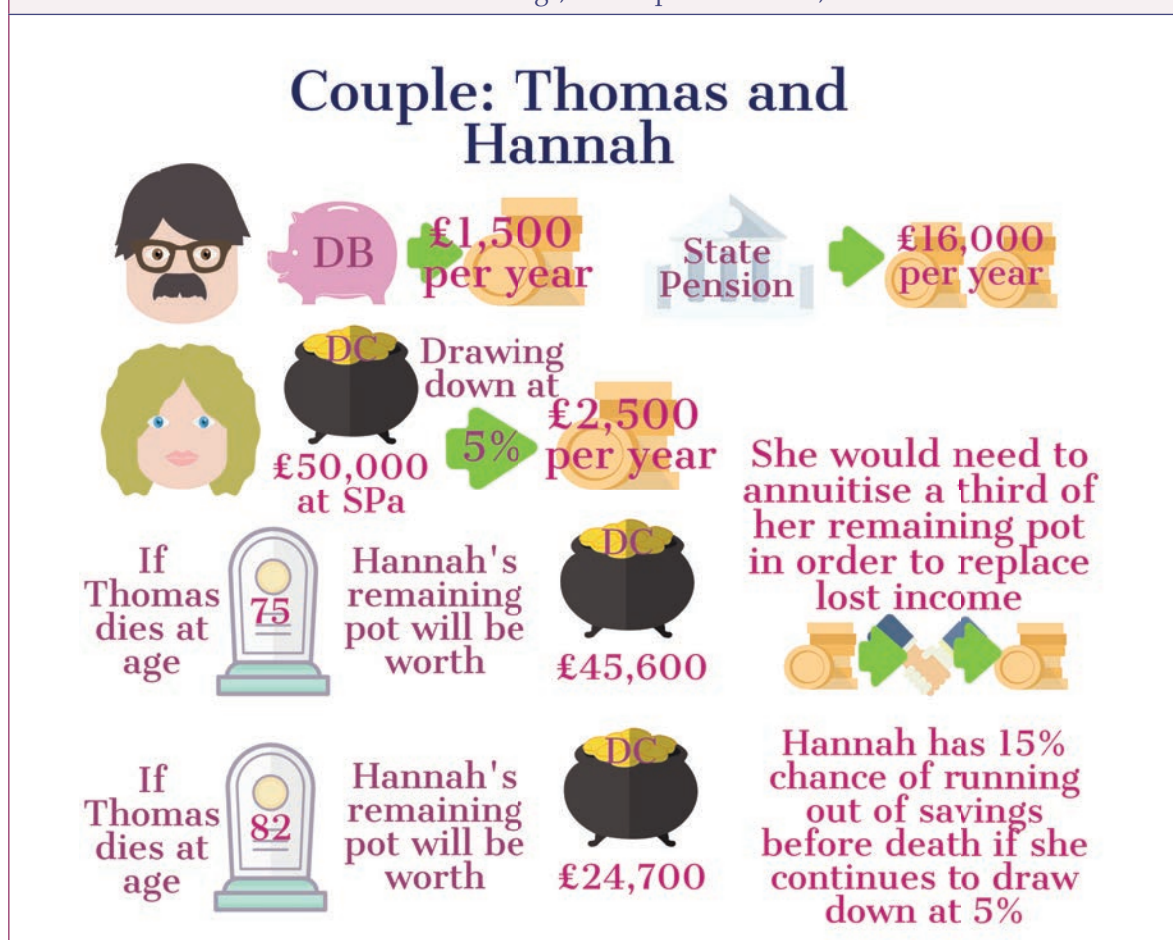 Couple: Thomas and
Hannah
DB
£1,500
per year
State
Pension
£16,000
per year
DC
Drawing
down at
5%
£2,500
per year
£50,000
at SPa
She would need to
annuitise a third of
her remaining pot
in order to replace
lost income
If
Thomas
dies at
age
75
Hannah's
remaining
pot will be
worth
DC
£45,600
If
Thomas
dies at
age
82
Hannah's
remaining
pot will be
worth
DC
£24,700
Hannah has 15%
chance of running
out of savings
before death if she
continues to draw
down at 5%